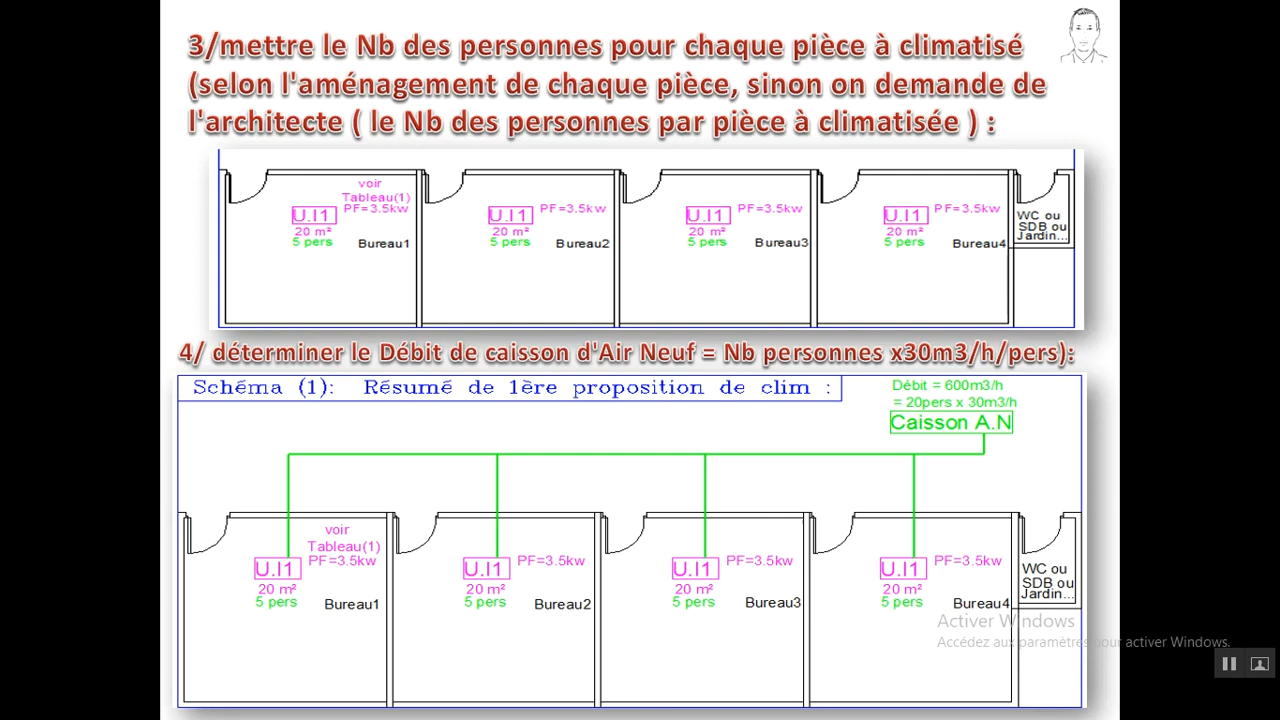 3/mettre le Nb des personnes pour chaque pièce à climatisé
(selon l'aménagement de chaque pièce, sinon on demande de
l'architecte ( le Nb des personnes par pièce à climatisée ) :
voir
Tableau(1)
U.I1 PF=3.5kw
20 m²
5 pers
Bureau1
U.I1 PF=3.5kw
20 m²
5 pers
Bureau2
U.I1 PF=3.5kw
20 m²
5 pers
Bureau3
U.I1 PF=3.5kw
20 m²
5 pers
Bureau4
WC ou
SDB ou
Jardin...
4/ déterminer le Débit de caisson d'Air Neuf = Nb personnes x30m3/h/pers):
Schéma (1): Résumé de 1ère proposition de clim :
Débit = 600m3/h
= 20pers x 30m3/h
Caisson A.N
voir
Tableau(1)
U.I1 PF=3.5kw
20 m²
5 pers
Bureau1
U.I1 PF=3.5kw
20 m²
5 pers
Bureau2
U.I1 PF=3.5kw
20 m²
5 pers
Bureau3
U.I1 PF=3.5kw
20 m²
5 pers
Bureau4
WC ou
SDB ou
Jardin...
Activer Windows
Accédez aux paramètres pour activer Windows.